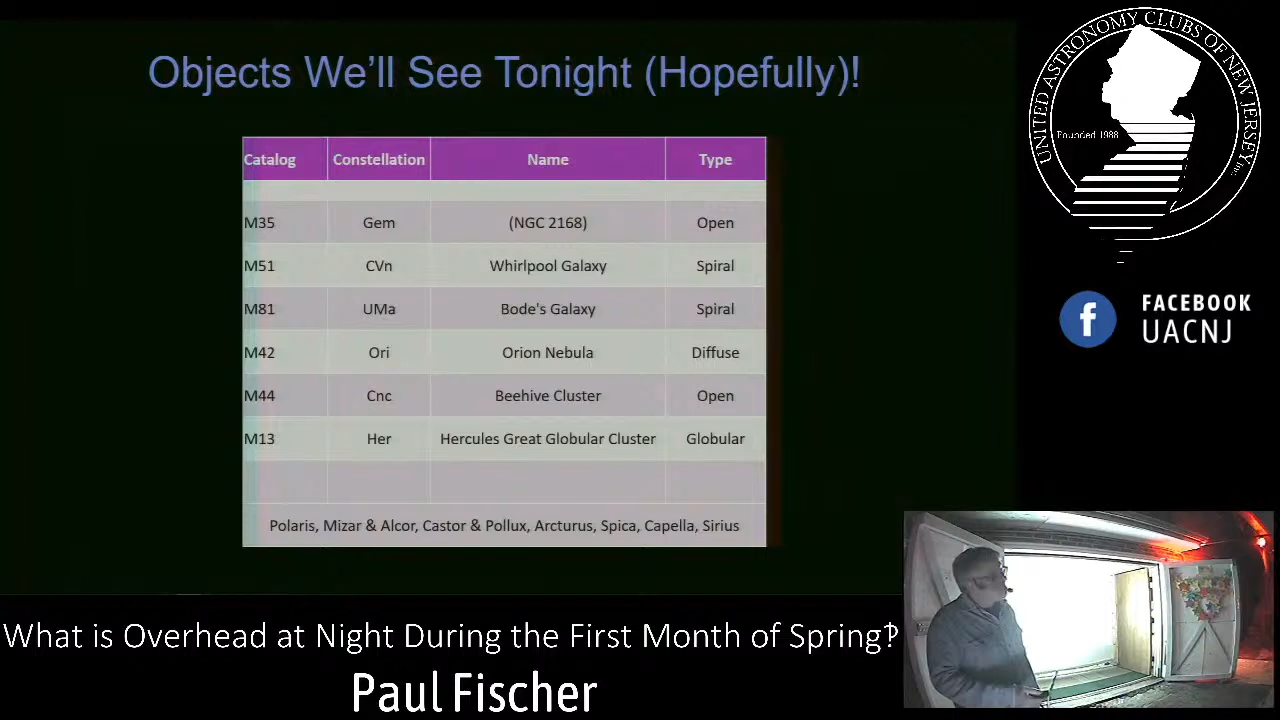 Objects We'll See Tonight (Hopefully)!
Catalog Constellation Name Type
M35 Gem (NGC 2168) Open
M51 CVn Whirlpool Galaxy Spiral
M81 UMa Bode's Galaxy Spiral
M42 Ori Orion Nebula Diffuse
M44 Cnc Beehive Cluster Open
M13 Her Hercules Great Globular Cluster Globular
Polaris, Mizar & Alcor, Castor & Pollux, Arcturus, Spica, Capella, Sirius
UNITED ASTRONOMY CLUBS OF NEW JERSEY, Inc.
Founded 1988
FACEBOOK
UACNJ
What is Overhead at Night During the First Month of Spring?
Paul Fischer